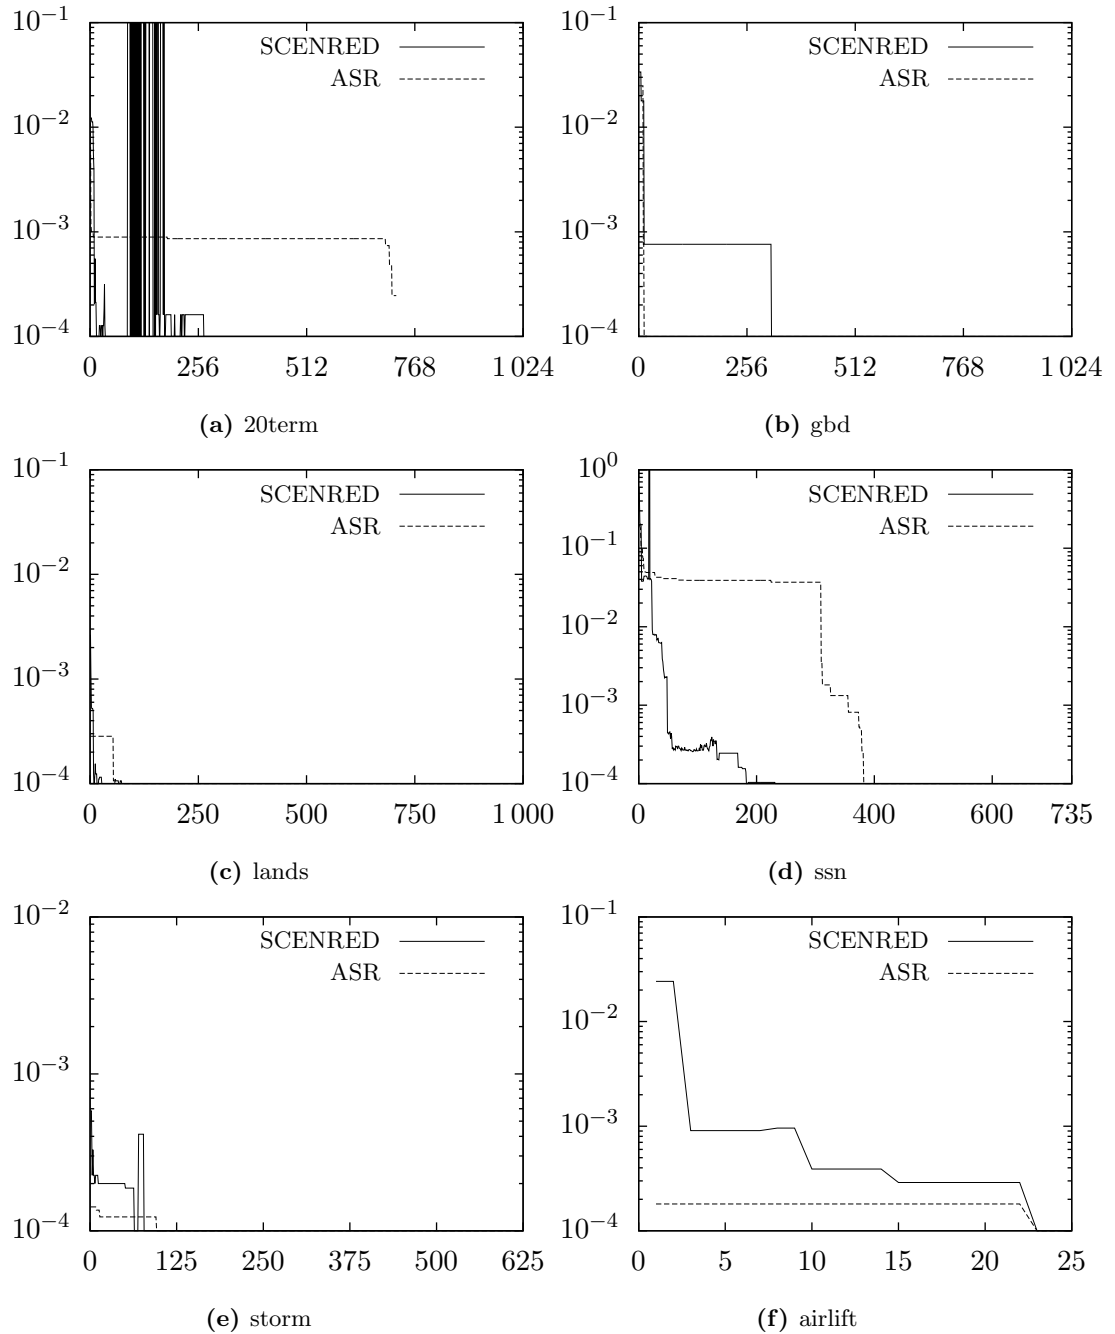 10^−1
SCENRED
ASR
10^−2
10^−3
10^−4
0 256 512 768 1 024
(a) 20term
10^−1
SCENRED
ASR
10^−2
10^−3
10^−4
0 256 512 768 1 024
(b) gbd
10^−1
SCENRED
ASR
10^−2
10^−3
10^−4
0 250 500 750 1 000
(c) lands
10^0
SCENRED
ASR
10^−1
10^−2
10^−3
10^−4
0 200 400 600 735
(d) ssn
10^−2
SCENRED
ASR
10^−3
10^−4
0 125 250 375 500 625
(e) storm
10^−1
SCENRED
ASR
10^−2
10^−3
10^−4
0 5 10 15 20 25
(f) airlift